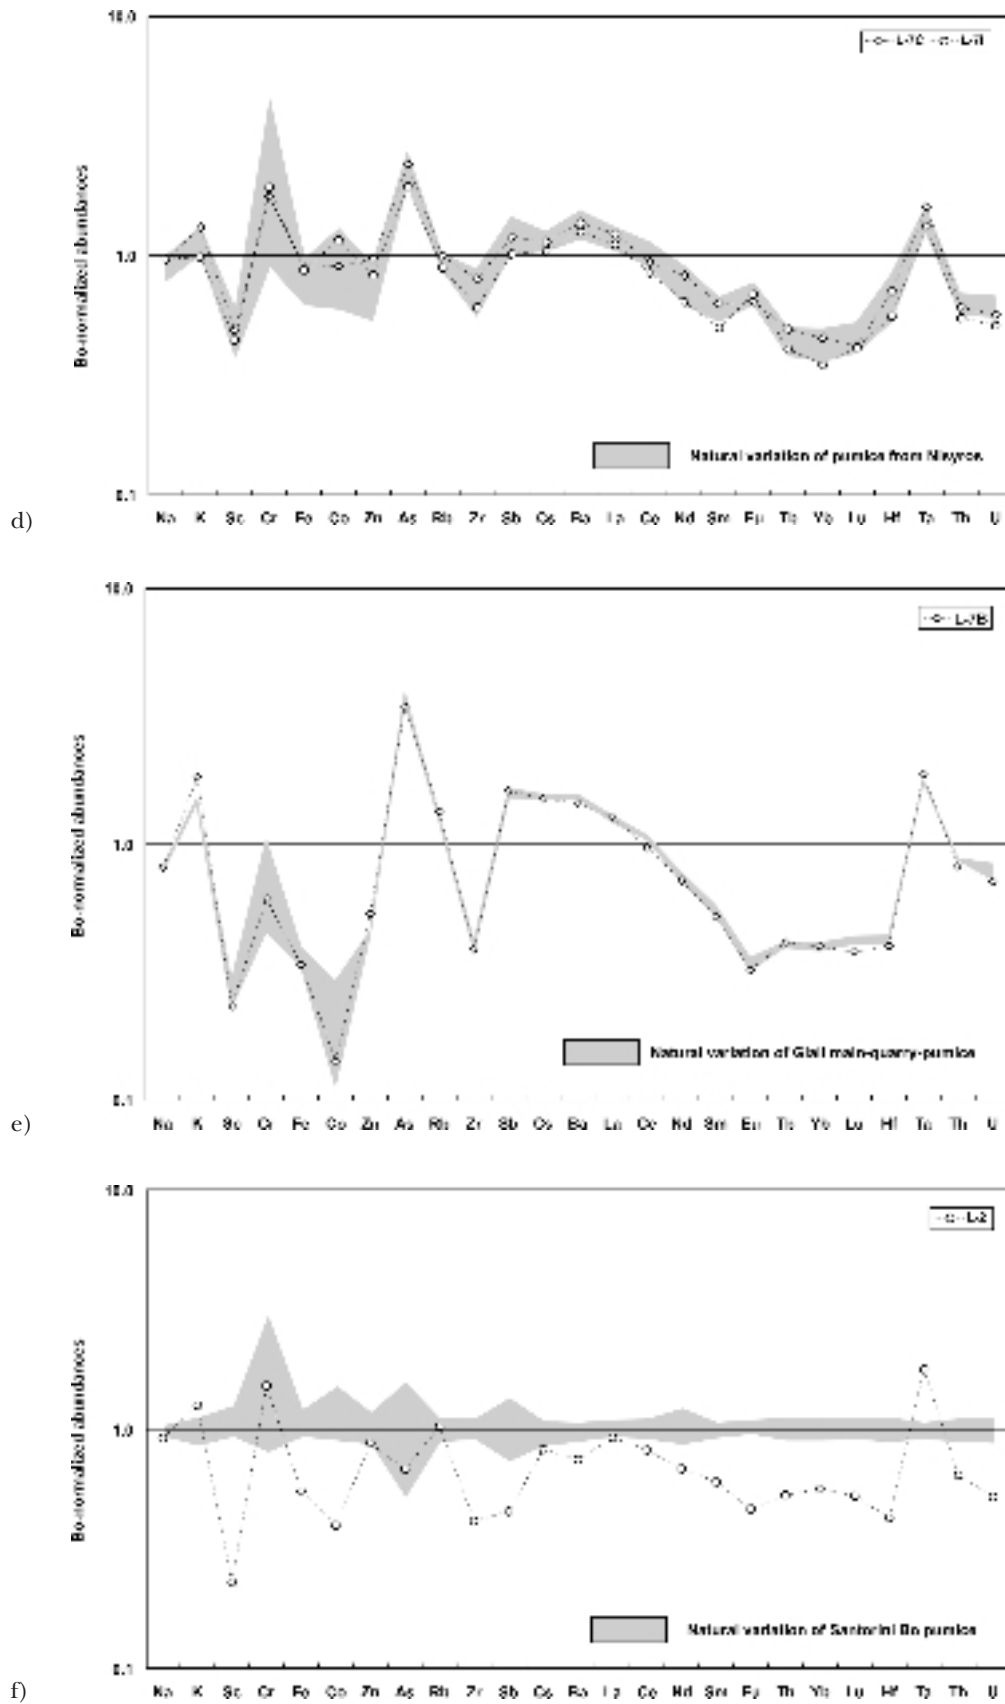 10.0
L-7C L-7I
Bo-normalized abundances
1.0
Natural variation of pumice from Nisyros
0.1
d)
Na K Sc Cr Fe Co Zn As Rb Zr Sb Cs Ba La Ce Nd Sm Eu Tb Yb Lu Hf Ta Th U
10.0
L-7B
Bo-normalized abundances
1.0
Natural variation of Giali main-quarry-pumice
0.1
e)
Na K Sc Cr Fe Co Zn As Rb Zr Sb Cs Ba La Ce Nd Sm Eu Tb Yb Lu Hf Ta Th U
10.0
L-2
Bo-normalized abundances
1.0
Natural variation of Santorini Bo pumice
0.1
f)
Na K Sc Cr Fe Co Zn As Rb Zr Sb Cs Ba La Ce Nd Sm Eu Tb Yb Lu Hf Ta Th U